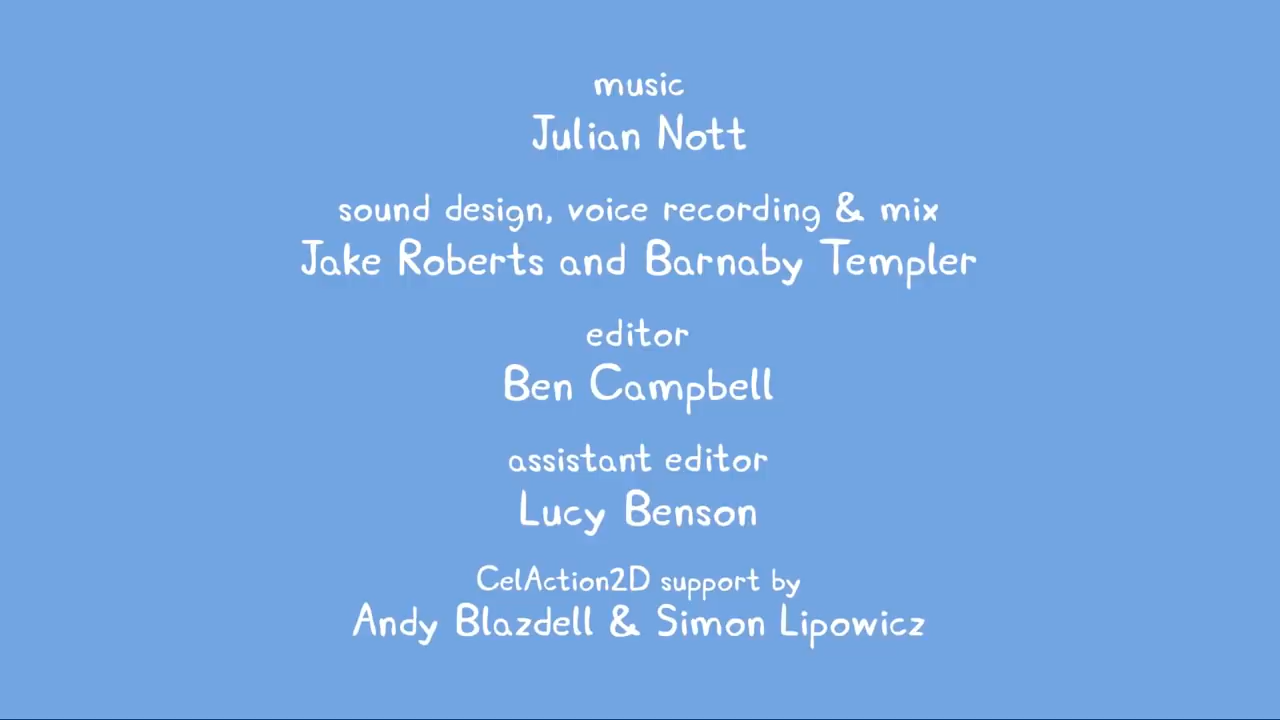 music
Julian Nott
sound design, voice recording & mix
Jake Roberts and Barnaby Templer
editor
Ben Campbell
assistant editor
Lucy Benson
CelAction2D support by
Andy Blazdell & Simon Lipowicz